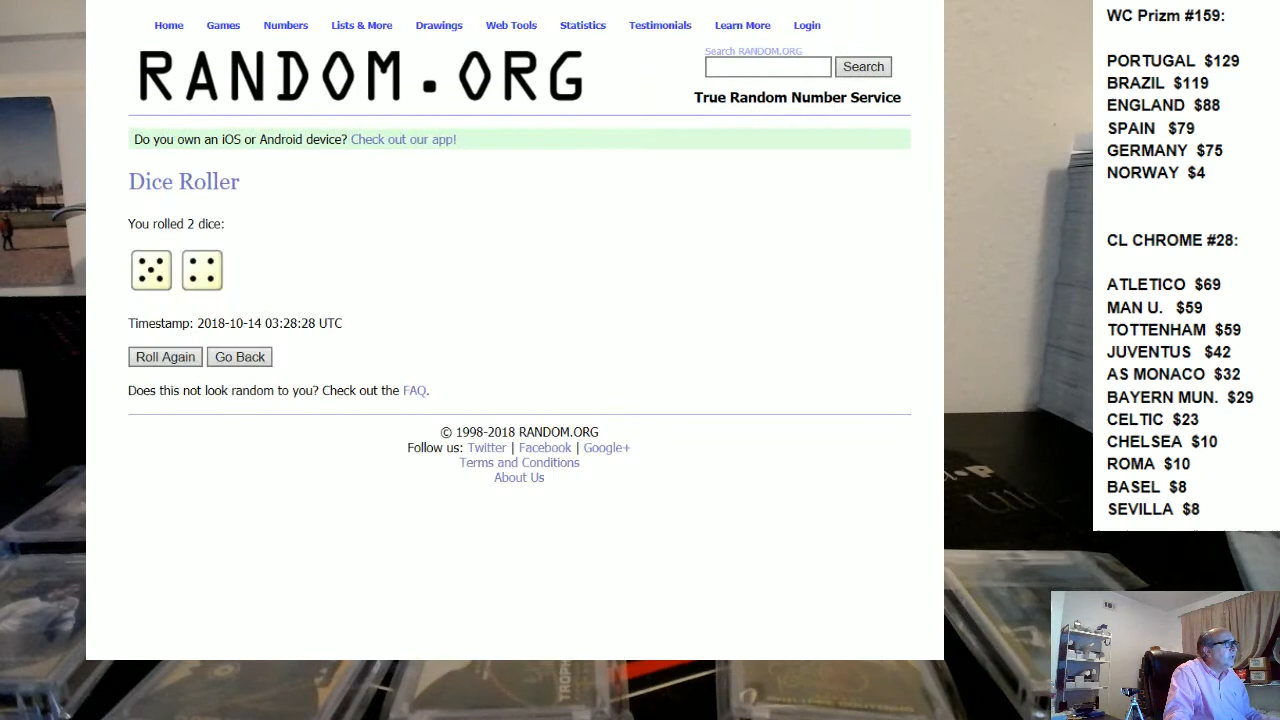 Home Games Numbers Lists & More Drawings Web Tools Statistics Testimonials Learn More Login
RANDOM.ORG
Search RANDOM.ORG
Search
True Random Number Service
Do you own an iOS or Android device? Check out our app!
Dice Roller
You rolled 2 dice:
Timestamp: 2018-10-14 03:28:28 UTC
Roll Again Go Back
Does this not look random to you? Check out the FAQ.
© 1998-2018 RANDOM.ORG
Follow us: Twitter | Facebook | Google+
Terms and Conditions
About Us
WC Prizm #159:
PORTUGAL $129
BRAZIL $119
ENGLAND $88
SPAIN $79
GERMANY $75
NORWAY $4
CL CHROME #28:
ATLETICO $69
MAN U. $59
TOTTENHAM $59
JUVENTUS $42
AS MONACO $32
BAYERN MUN. $29
CELTIC $23
CHELSEA $10
ROMA $10
BASEL $8
SEVILLA $8